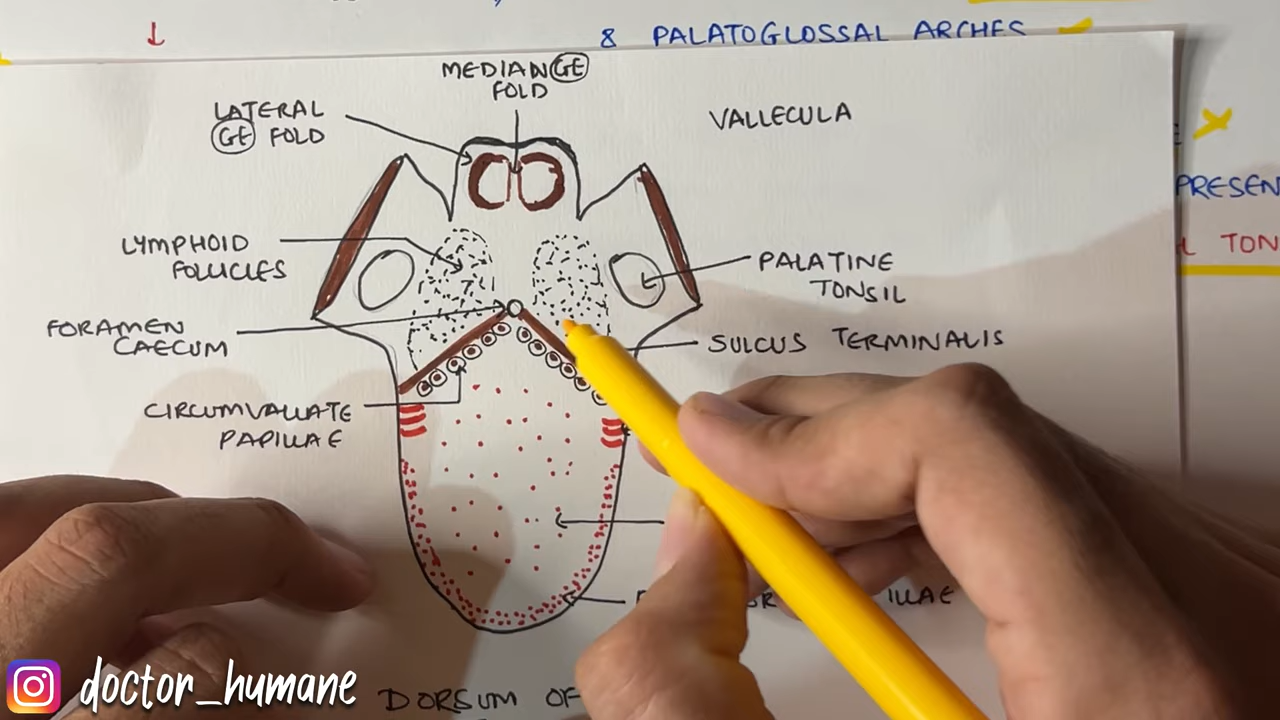 & PALATOGLOSSAL ARCHES
MEDIAN GE
FOLD
LATERAL
GE FOLD
VALLECULA
PRESEN
LYMPHOID
FOLLICLES
TON
PALATINE
TONSIL
FORAMEN
CAECUM
SULCUS TERMINALIS
CIRCUMVALLATE
PAPILLAE
DORSUM OF
doctor_humane